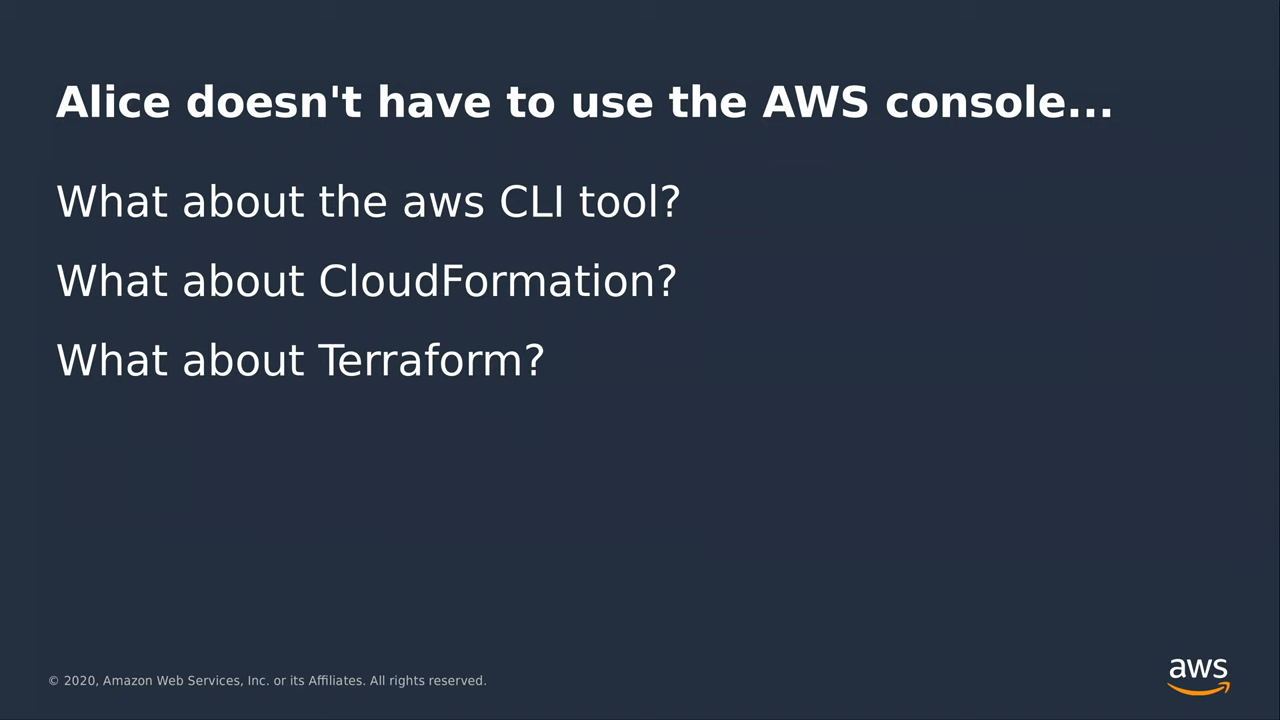 Alice doesn't have to use the AWS console...
What about the aws CLI tool?
What about CloudFormation?
What about Terraform?
© 2020, Amazon Web Services, Inc. or its Affiliates. All rights reserved.
aws